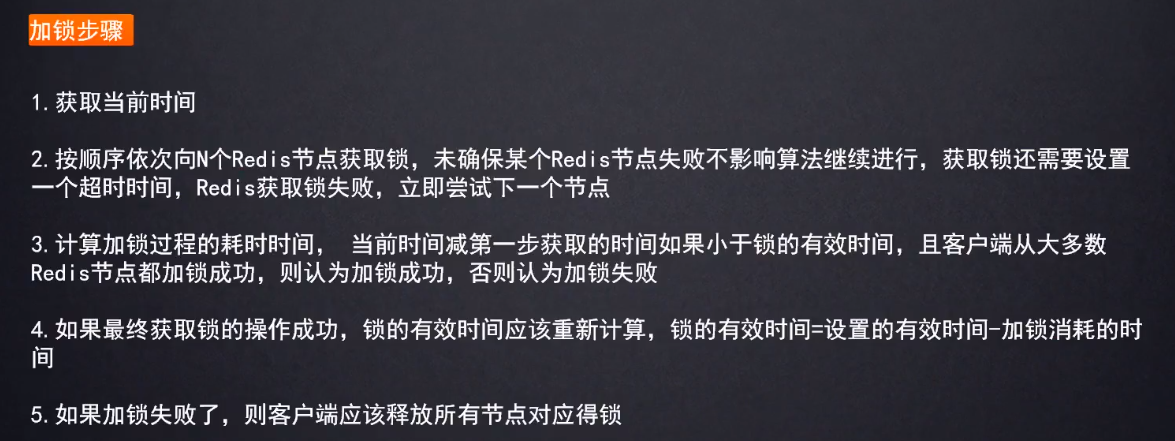 加锁步骤
1.获取当前时间
2.按顺序依次向N个Redis节点获取锁，未确保某个Redis节点失败不影响算法继续进行，获取锁还需要设置
一个超时时间，Redis获取锁失败，立即尝试下一个节点
3.计算加锁过程的耗时时间， 当前时间减第一步获取的时间如果小于锁的有效时间，且客户端从大多数
Redis节点都加锁成功，则认为加锁成功，否则认为加锁失败
4.如果最终获取锁的操作成功，锁的有效时间应该重新计算，锁的有效时间=设置的有效时间-加锁消耗的时
间
5.如果加锁失败了，则客户端应该释放所有节点对应得锁